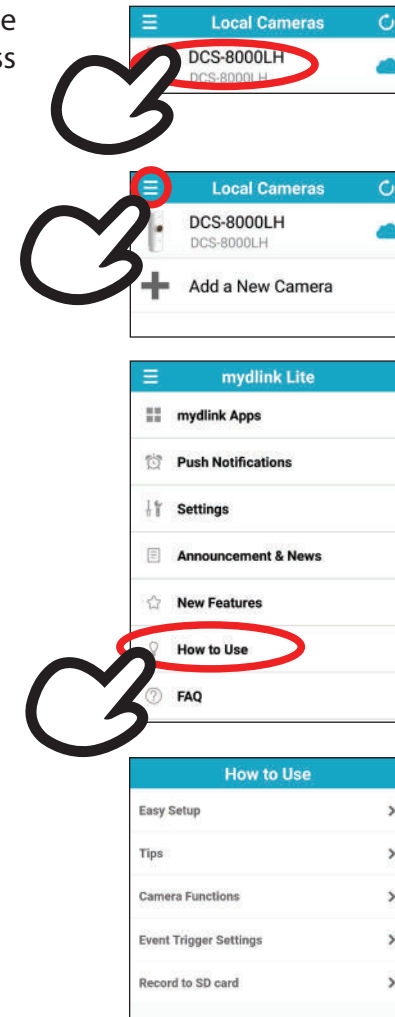 Local Cameras
DCS-8000LH
DCS-8000LH
Local Cameras
DCS-8000LH
DCS-8000LH
Add a New Camera
mydlink Lite
mydlink Apps
Push Notifications
Settings
Announcement & News
New Features
How to Use
FAQ
How to Use
Easy Setup
Tips
Camera Functions
Event Trigger Settings
Record to SD card